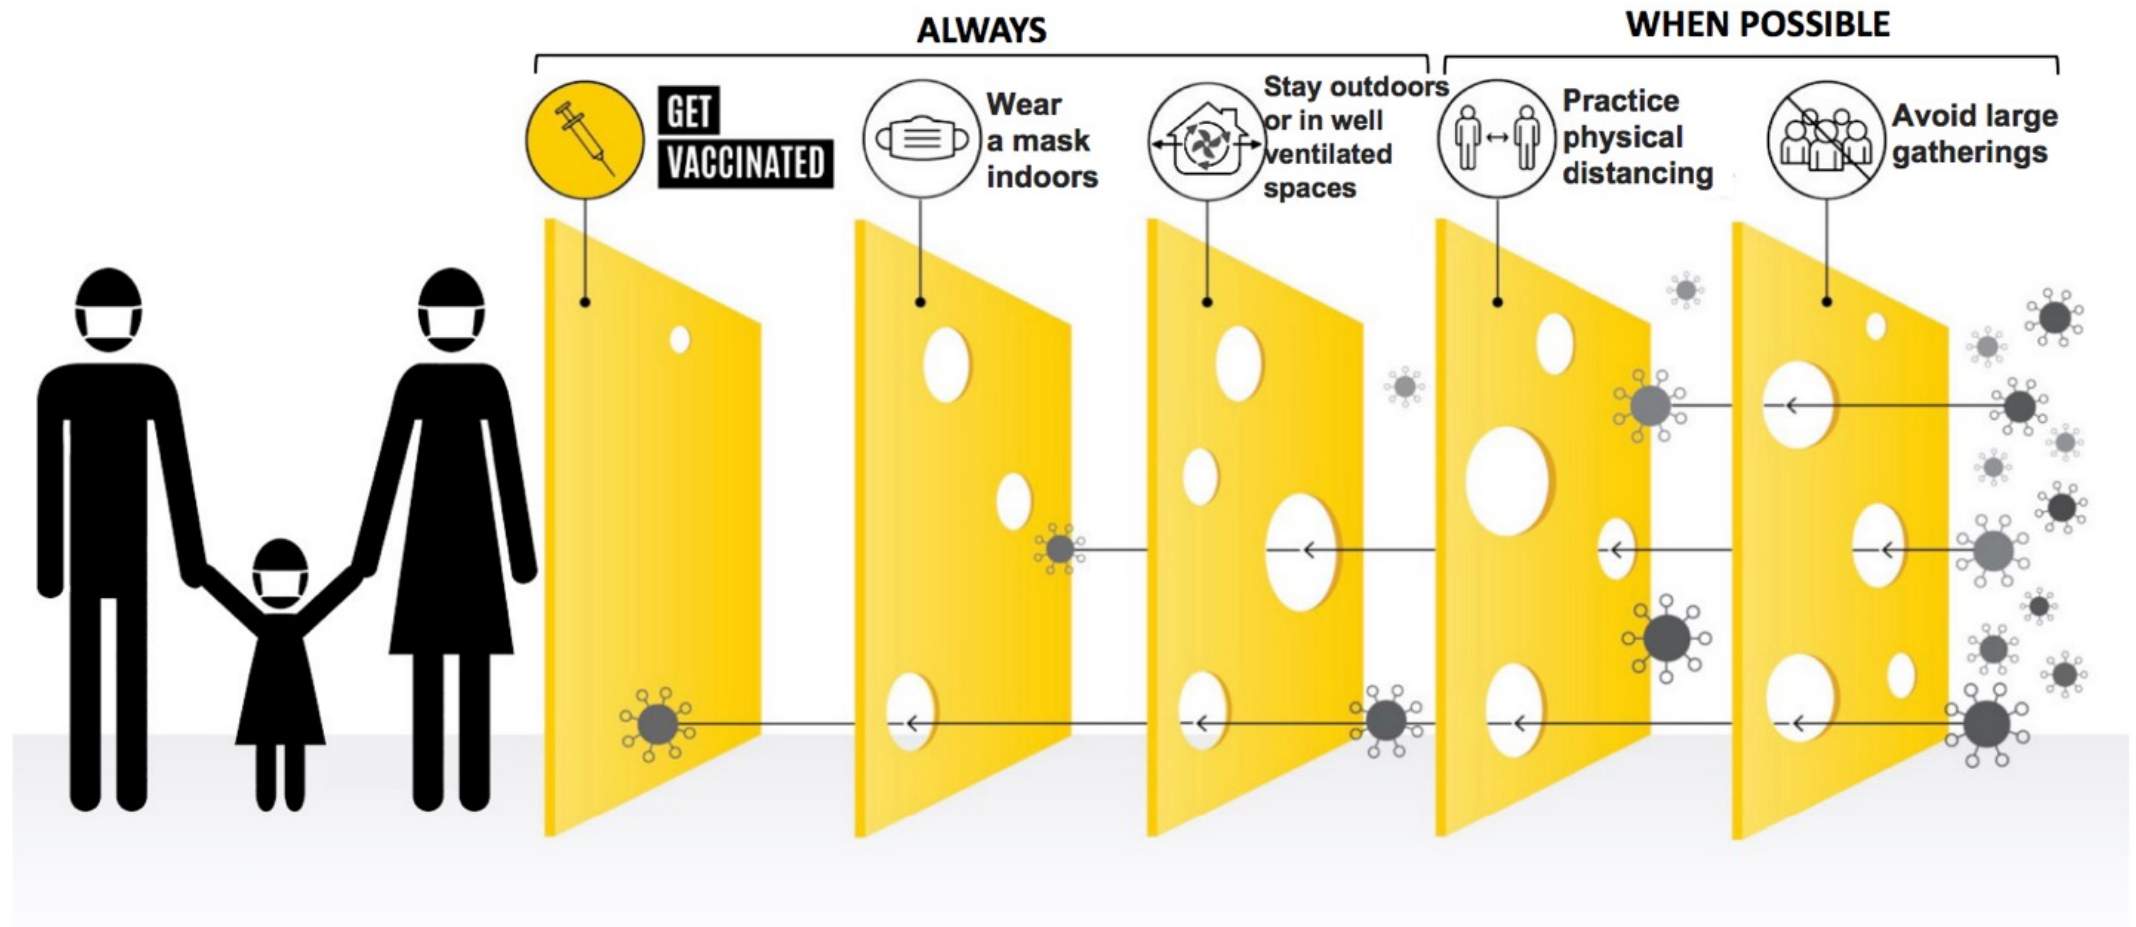 ALWAYS
WHEN POSSIBLE
GET
VACCINATED
Wear
a mask
indoors
Stay outdoors
or in well
ventilated
spaces
Practice
physical
distancing
Avoid large
gatherings